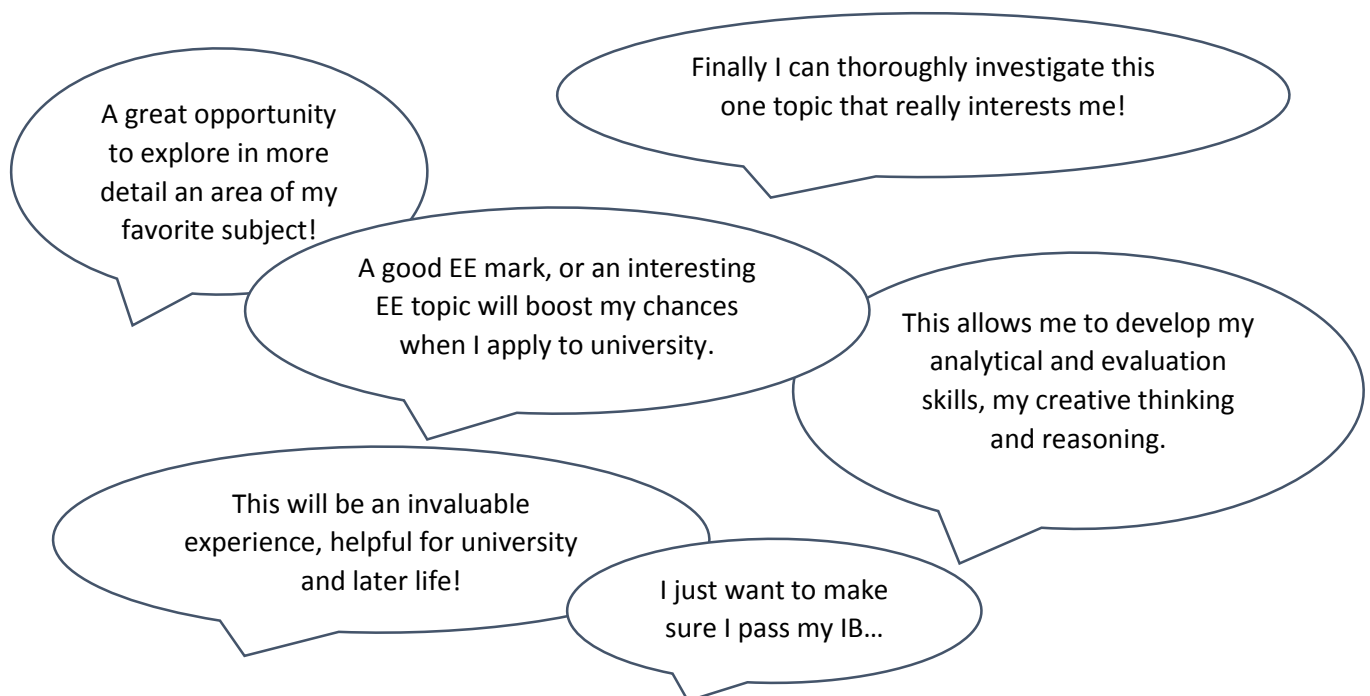 Finally I can thoroughly investigate this
one topic that really interests me!
A great opportunity
to explore in more
detail an area of my
favorite subject!
A good EE mark, or an interesting
EE topic will boost my chances
when I apply to university.
This allows me to develop my
analytical and evaluation
skills, my creative thinking
and reasoning.
This will be an invaluable
experience, helpful for university
and later life!
I just want to make
sure I pass my IB…